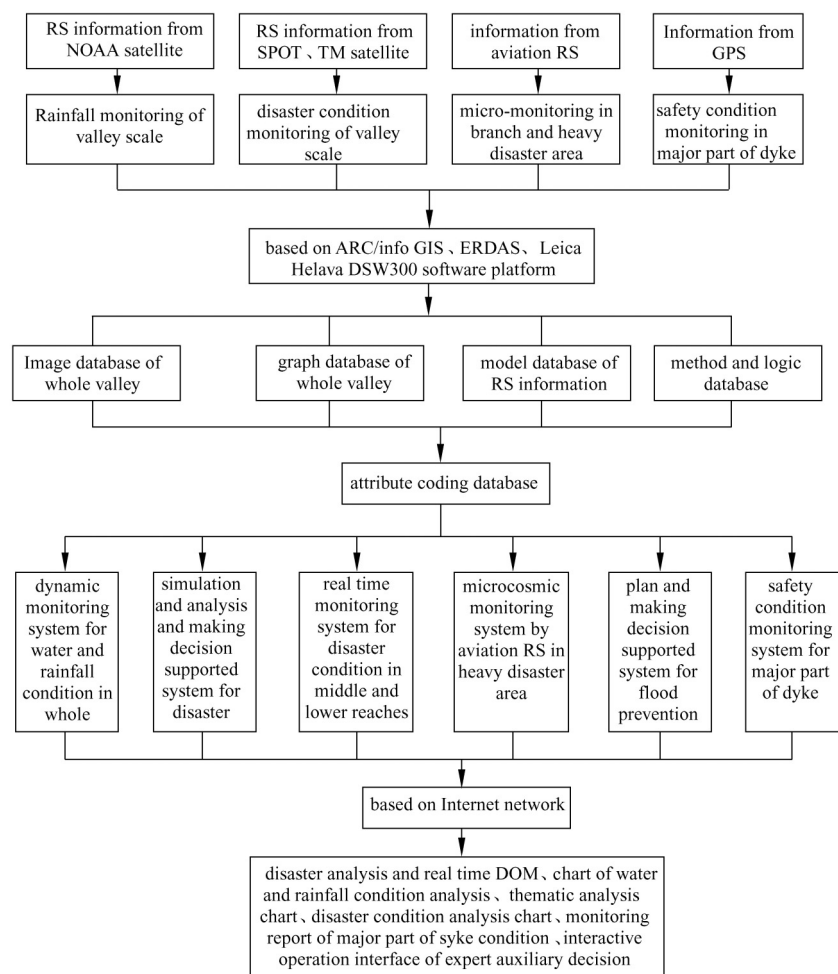 RS information from
NOAA satellite
RS information from
SPOT、TM satellite
information from
aviation RS
Information from
GPS
Rainfall monitoring of
valley scale
disaster condition
monitoring of valley
scale
micro-monitoring in
branch and heavy
disaster area
safety condition
monitoring in
major part of dyke
based on ARC/info GIS、ERDAS、Leica
Helava DSW300 software platform
Image database of
whole valley
graph database of
whole valley
model database of
RS information
method and logic
database
attribute coding database
dynamic
monitoring
system for
water and
rainfall
condition in
whole
simulation
and analysis
and making
decision
supported
system for
disaster
real time
monitoring
system for
disaster
condition in
middle and
lower reaches
microcosmic
monitoring
system by
aviation RS in
heavy disaster
area
plan and
making
decision
supported
system for
flood
prevention
safety
condition
monitoring
system for
major part
of dyke
based on Internet network
disaster analysis and real time DOM、chart of water
and rainfall condition analysis、thematic analysis
chart、disaster condition analysis chart、monitoring
report of major part of syke condition、interactive
operation interface of expert auxiliary decision